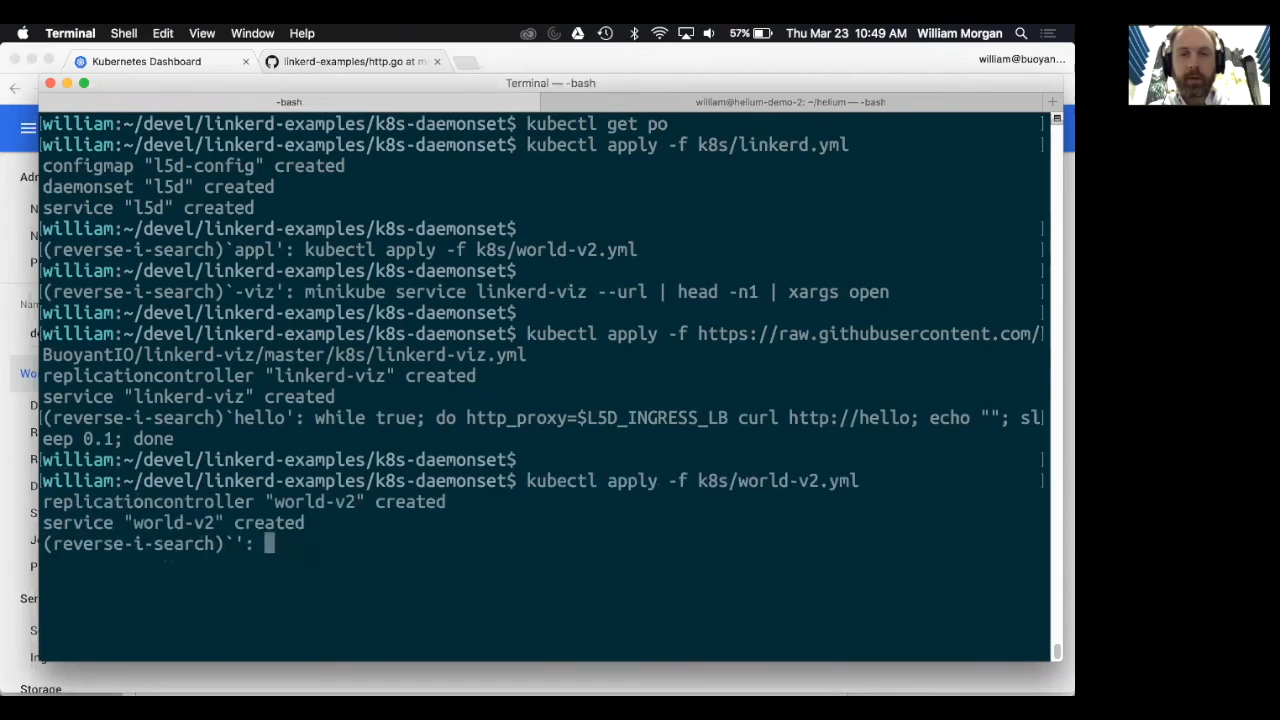 Terminal Shell Edit View Window Help 57% Thu Mar 23 10:49 AM William Morgan
Kubernetes Dashboard × linkerd-examples/http.go at m × william@buoyan...
Terminal — -bash
-bash william@helium-demo-2: ~/helium — -bash +
william:~/devel/linkerd-examples/k8s-daemonset$ kubectl get po
william:~/devel/linkerd-examples/k8s-daemonset$ kubectl apply -f k8s/linkerd.yml
configmap "l5d-config" created
daemonset "l5d" created
service "l5d" created
william:~/devel/linkerd-examples/k8s-daemonset$
(reverse-i-search)`appl': kubectl apply -f k8s/world-v2.yml
william:~/devel/linkerd-examples/k8s-daemonset$
(reverse-i-search)`-viz': minikube service linkerd-viz --url | head -n1 | xargs open
william:~/devel/linkerd-examples/k8s-daemonset$
william:~/devel/linkerd-examples/k8s-daemonset$ kubectl apply -f https://raw.githubusercontent.com/
BuoyantIO/linkerd-viz/master/k8s/linkerd-viz.yml
replicationcontroller "linkerd-viz" created
service "linkerd-viz" created
(reverse-i-search)`hello': while true; do http_proxy=$L5D_INGRESS_LB curl http://hello; echo ""; sl
eep 0.1; done
william:~/devel/linkerd-examples/k8s-daemonset$
william:~/devel/linkerd-examples/k8s-daemonset$ kubectl apply -f k8s/world-v2.yml
replicationcontroller "world-v2" created
service "world-v2" created
(reverse-i-search)`':
Storage